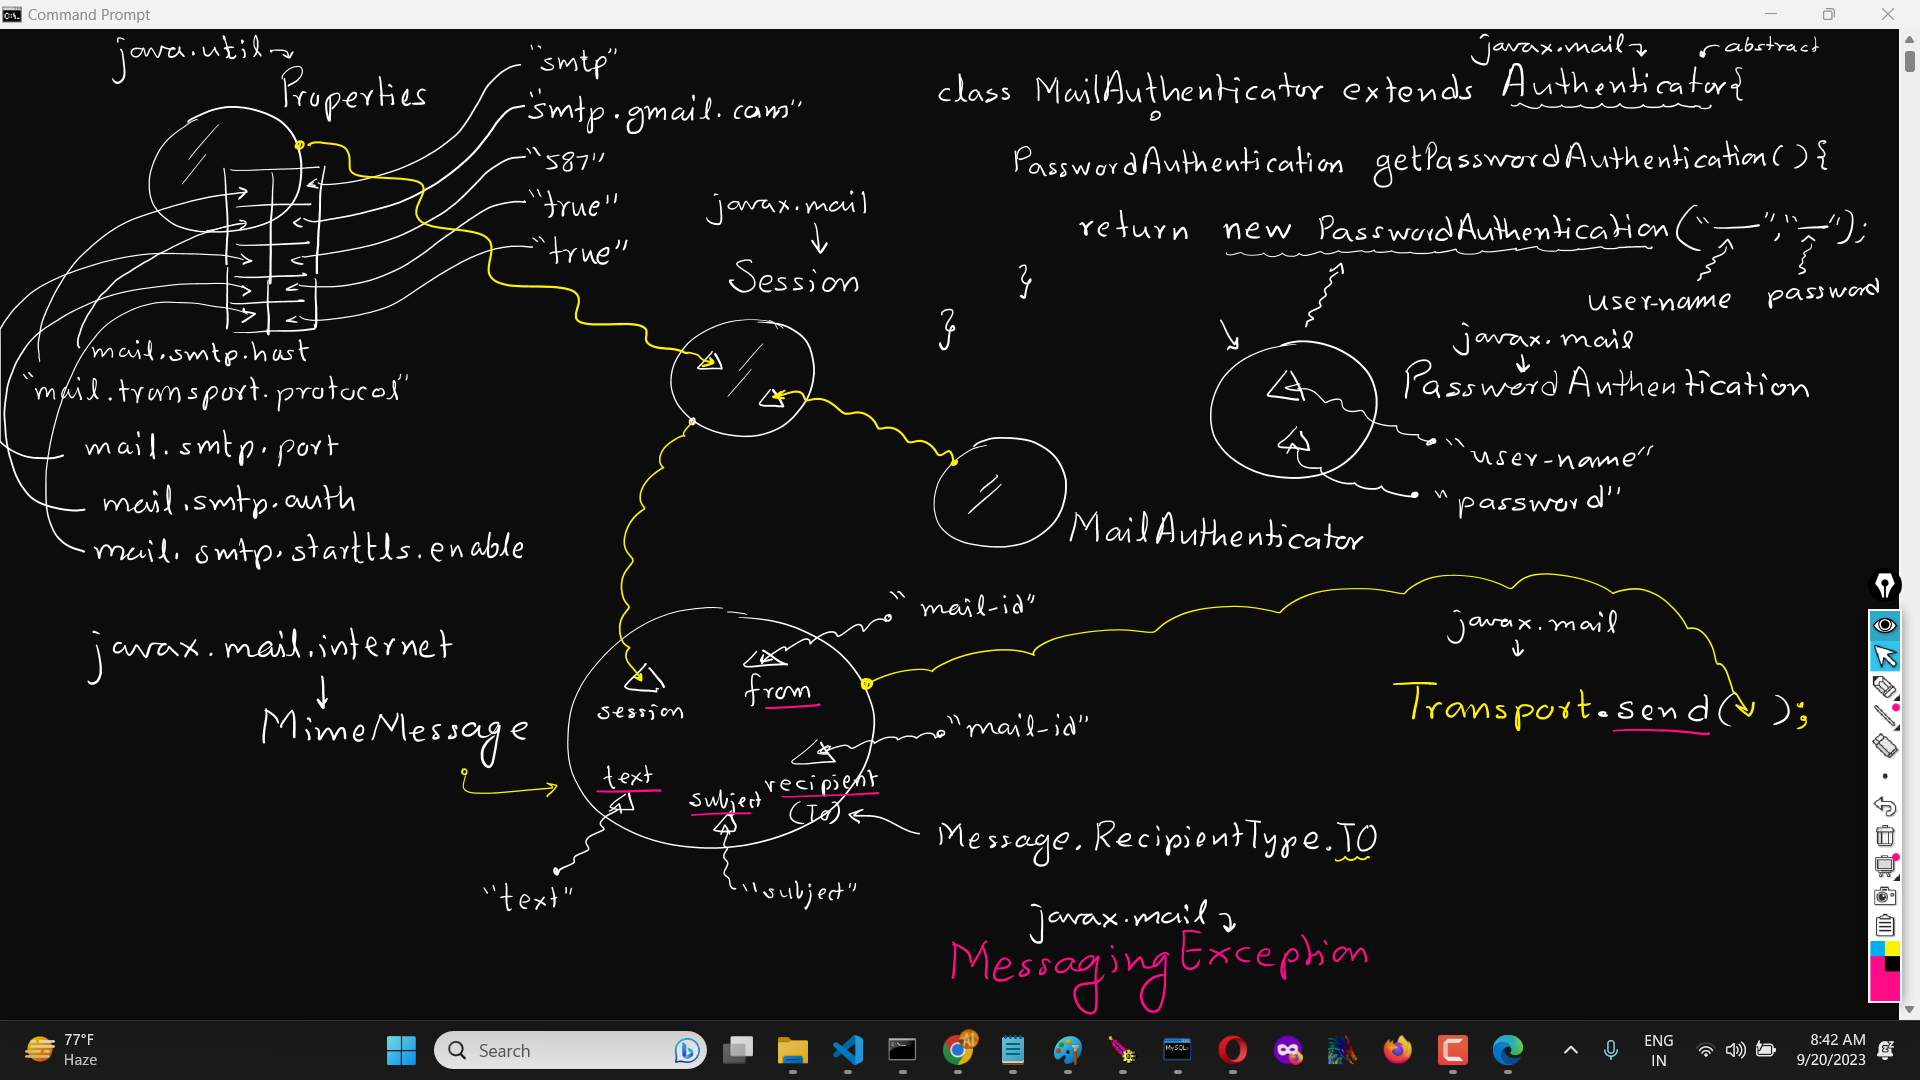 Command Prompt
java.util
Properties
"smtp"
"smtp.gmail.com"
"587"
"true"
"true"
mail.smtp.host
"mail.transport.protocol"
mail.smtp.port
mail.smtp.auth
mail.smtp.starttls.enable
javax.mail
Session
javax.mail
abstract
class MailAuthenticator extends Authenticator{
PasswordAuthentication getPasswordAuthentication(){
return new PasswordAuthentication("—","—");
user-name password
}
}
javax.mail
PasswordAuthentication
"user-name"
"password"
MailAuthenticator
javax.mail.internet
MimeMessage
"mail-id"
from
session
"mail-id"
recipient
(To)
text
subject
"text"
"subject"
Message.RecipientType.TO
javax.mail
Transport.send( );
javax.mail
MessagingException
77°F
Haze
Search
ENG
IN
8:42 AM
9/20/2023